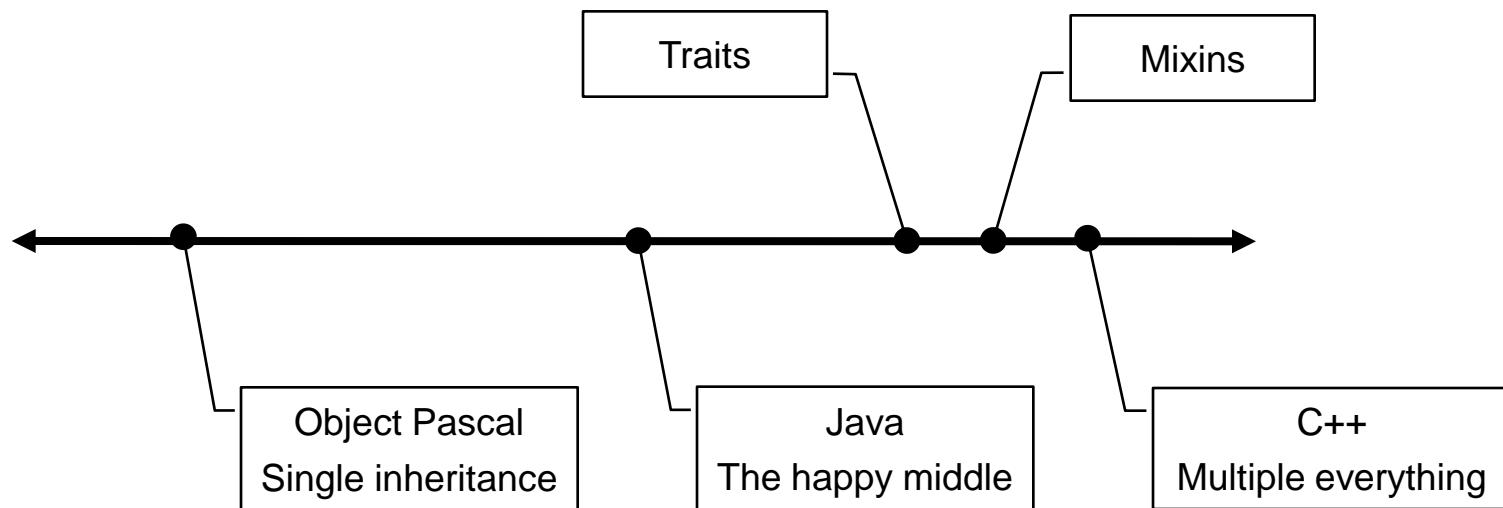 Traits
Mixins
Object Pascal
Single inheritance
Java
The happy middle
C++
Multiple everything